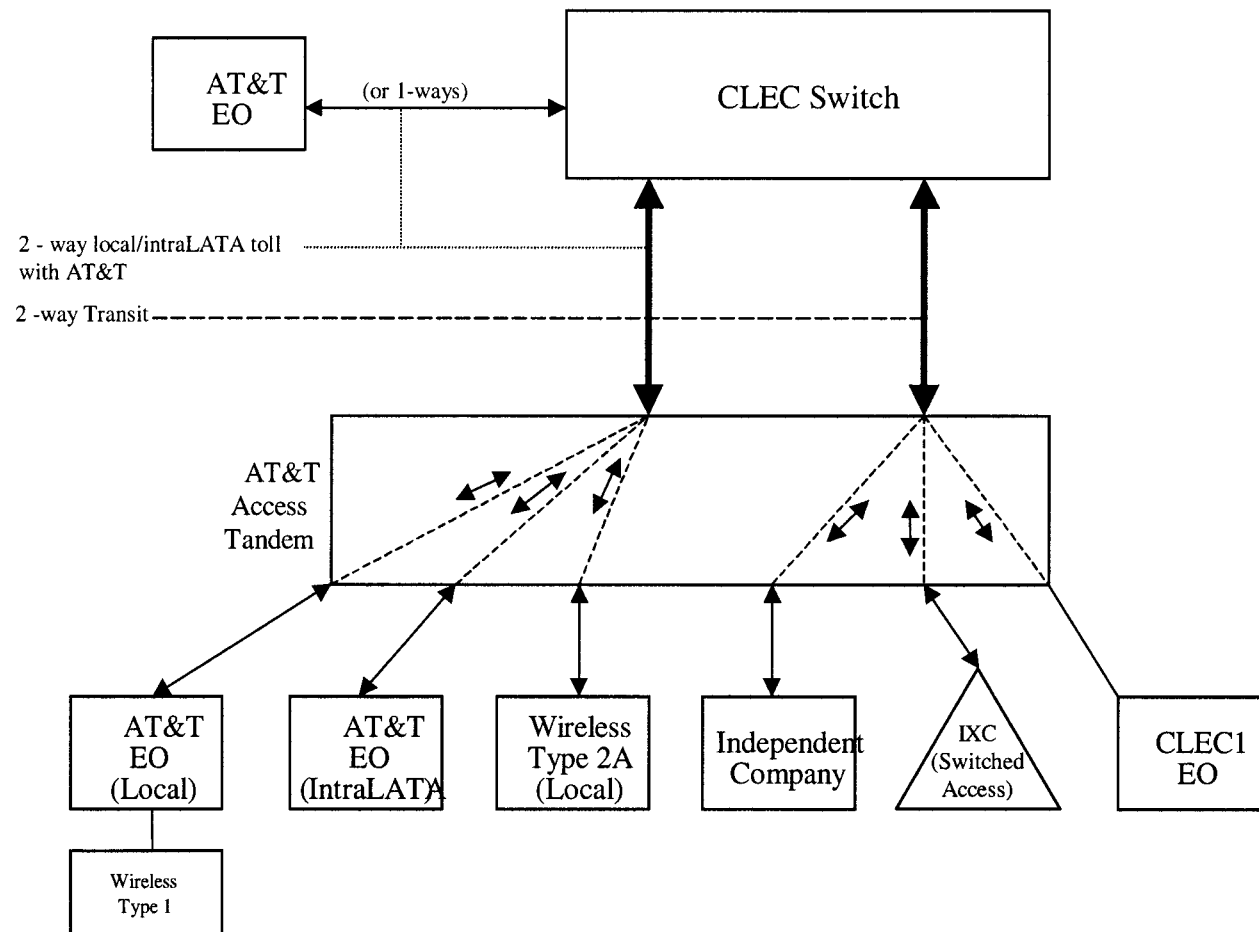 AT&T
EO
(or 1-ways)
CLEC Switch
2 - way local/intraLATA toll
with AT&T
2 -way Transit
AT&T
Access
Tandem
AT&T
EO
(Local)
AT&T
EO
(IntraLATA)
Wireless
Type 2A
(Local)
Independent
Company
IXC
(Switched
Access)
CLEC1
EO
Wireless
Type 1